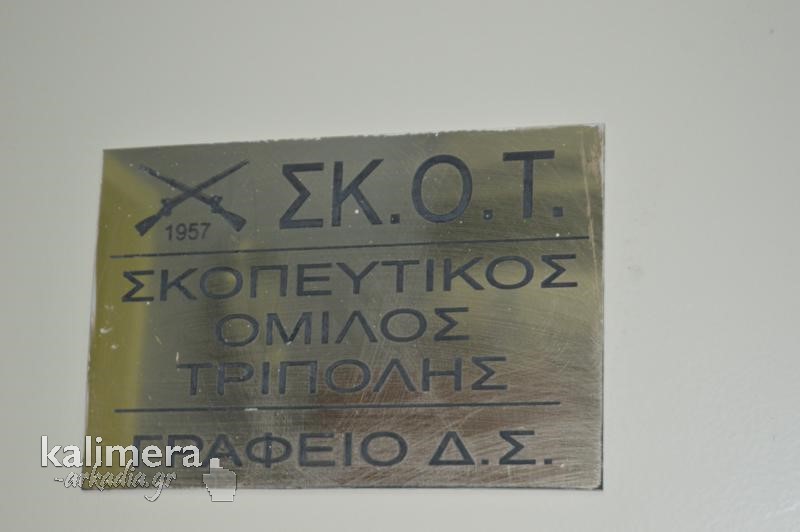 ΣΚ.Ο.Τ.
1957
ΣΚΟΠΕΥΤΙΚΟΣ
ΟΜΙΛΟΣ
ΤΡΙΠΟΛΗΣ
ΓΡΑΦΕΙΟ Δ.Σ.
kalimera
-arkadia.gr